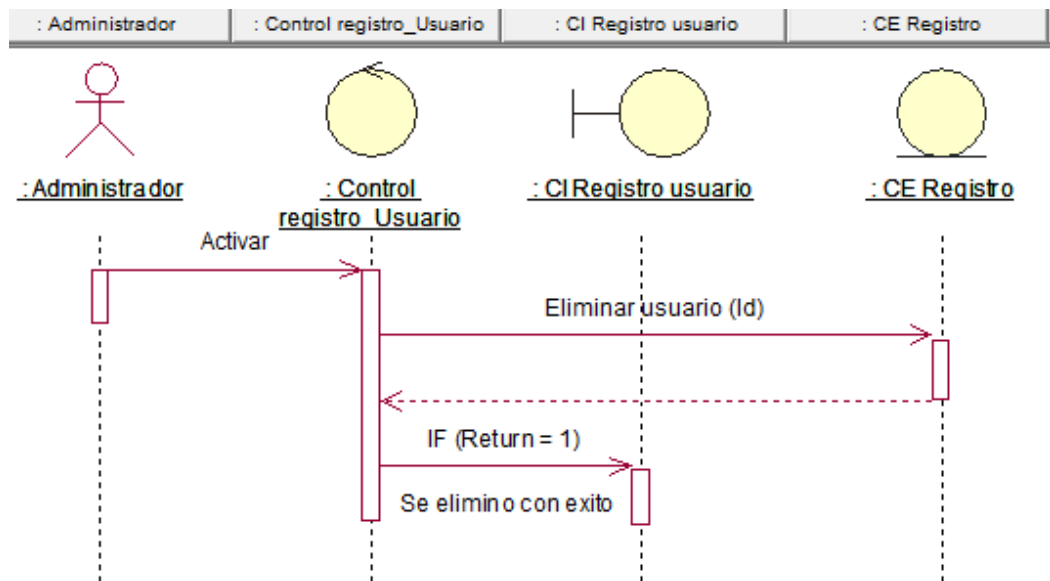 : Administrador
: Control registro_Usuario
: CI Registro usuario
: CE Registro
: Administrador
: Control
registro_Usuario
: CI Registro usuario
: CE Registro
Activar
Eliminar usuario (Id)
IF (Return = 1)
Se elimino con exito